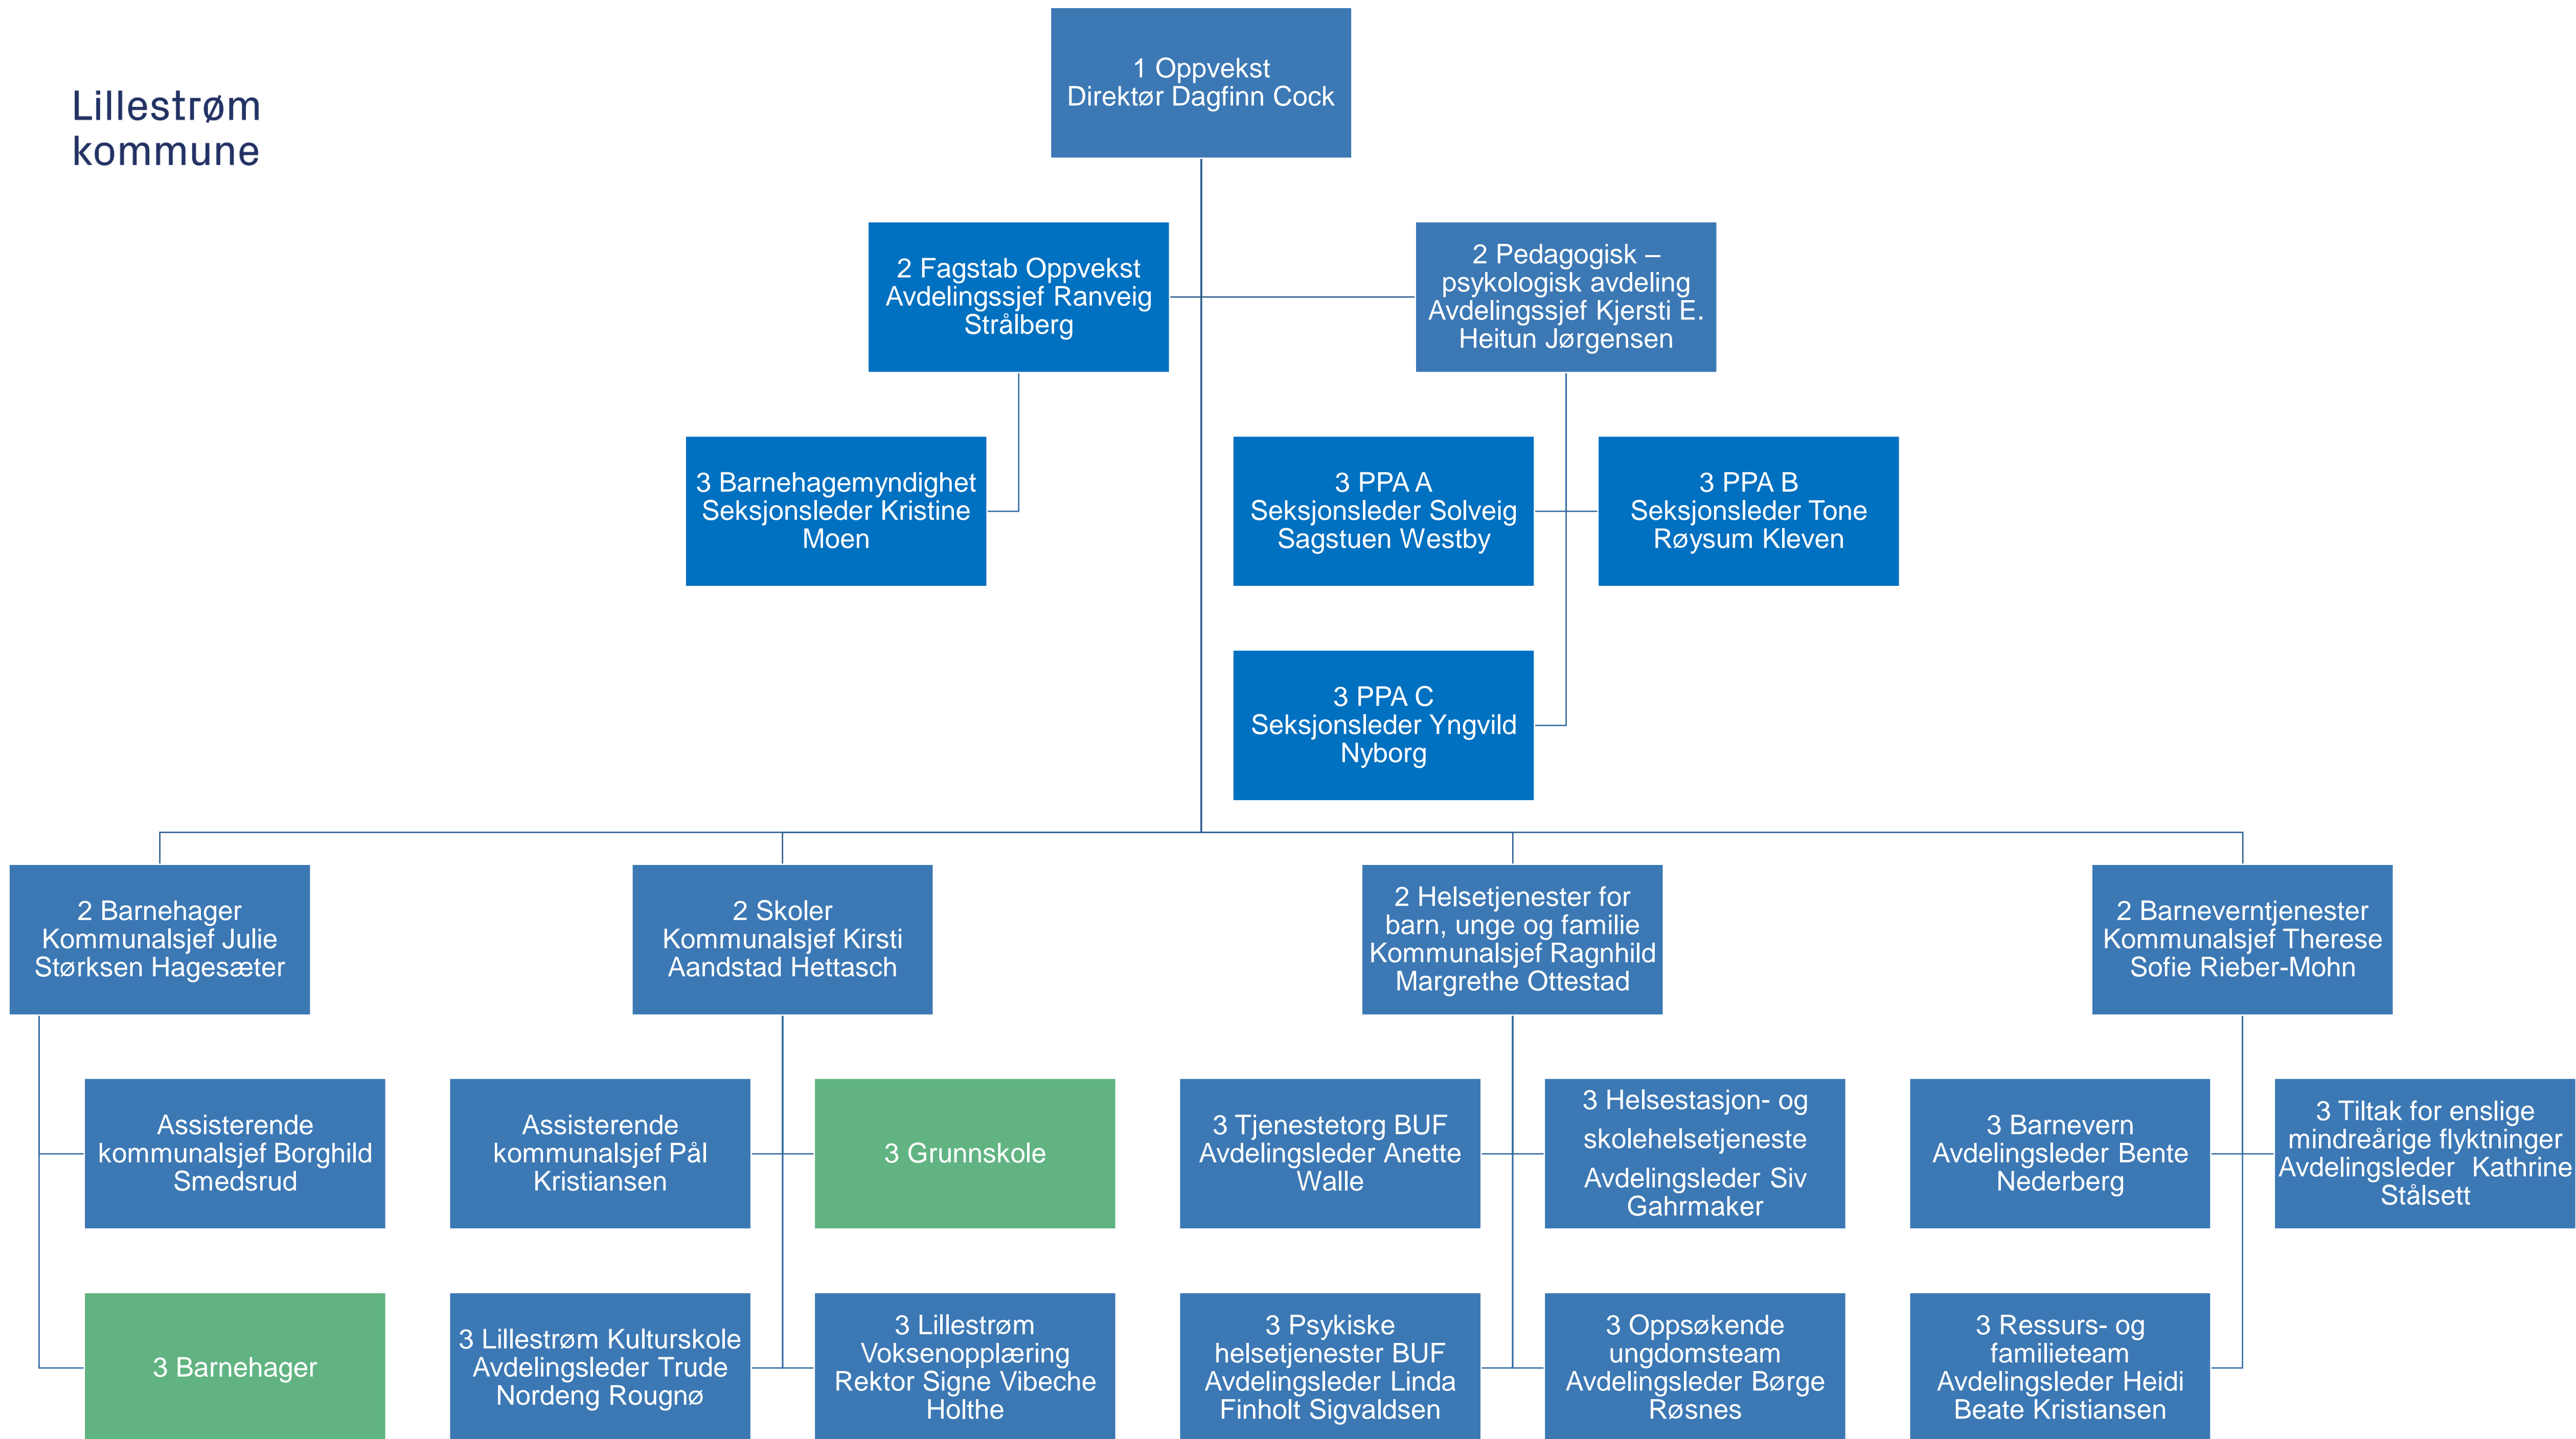 Lillestrøm
kommune
1 Oppvekst
Direktør Dagfinn Cock
2 Fagstab Oppvekst
Avdelingssjef Ranveig
Strålberg
2 Pedagogisk –
psykologisk avdeling
Avdelingssjef Kjersti E.
Heitun Jørgensen
3 Barnehagemyndighet
Seksjonsleder Kristine
Moen
3 PPA A
Seksjonsleder Solveig
Sagstuen Westby
3 PPA B
Seksjonsleder Tone
Røysum Kleven
3 PPA C
Seksjonsleder Yngvild
Nyborg
2 Barnehager
Kommunalsjef Julie
Størksen Hagesæter
2 Skoler
Kommunalsjef Kirsti
Aandstad Hettasch
2 Helsetjenester for
barn, unge og familie
Kommunalsjef Ragnhild
Margrethe Ottestad
2 Barneverntjenester
Kommunalsjef Therese
Sofie Rieber-Mohn
Assisterende
kommunalsjef Borghild
Smedsrud
Assisterende
kommunalsjef Pål
Kristiansen
3 Grunnskole
3 Tjenestetorg BUF
Avdelingsleder Anette
Walle
3 Helsestasjon- og
skolehelsetjeneste
Avdelingsleder Siv
Gahrmaker
3 Barnevern
Avdelingsleder Bente
Nederberg
3 Tiltak for enslige
mindreårige flyktninger
Avdelingsleder  Kathrine
Stålsett
3 Barnehager
3 Lillestrøm Kulturskole
Avdelingsleder Trude
Nordeng Rougnø
3 Lillestrøm
Voksenopplæring
Rektor Signe Vibeche
Holthe
3 Psykiske
helsetjenester BUF
Avdelingsleder Linda
Finholt Sigvaldsen
3 Oppsøkende
ungdomsteam
Avdelingsleder Børge
Røsnes
3 Ressurs- og
familieteam
Avdelingsleder Heidi
Beate Kristiansen